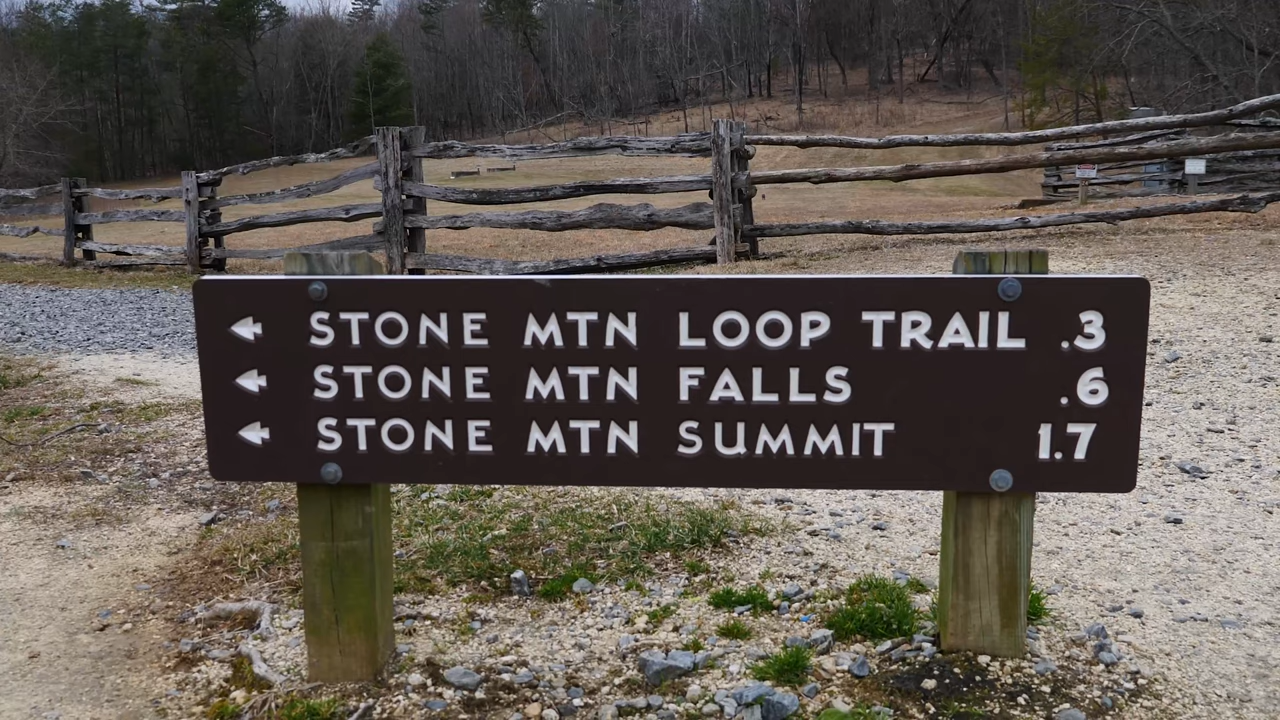 STONE MTN LOOP TRAIL .3
STONE MTN FALLS .6
STONE MTN SUMMIT 1.7